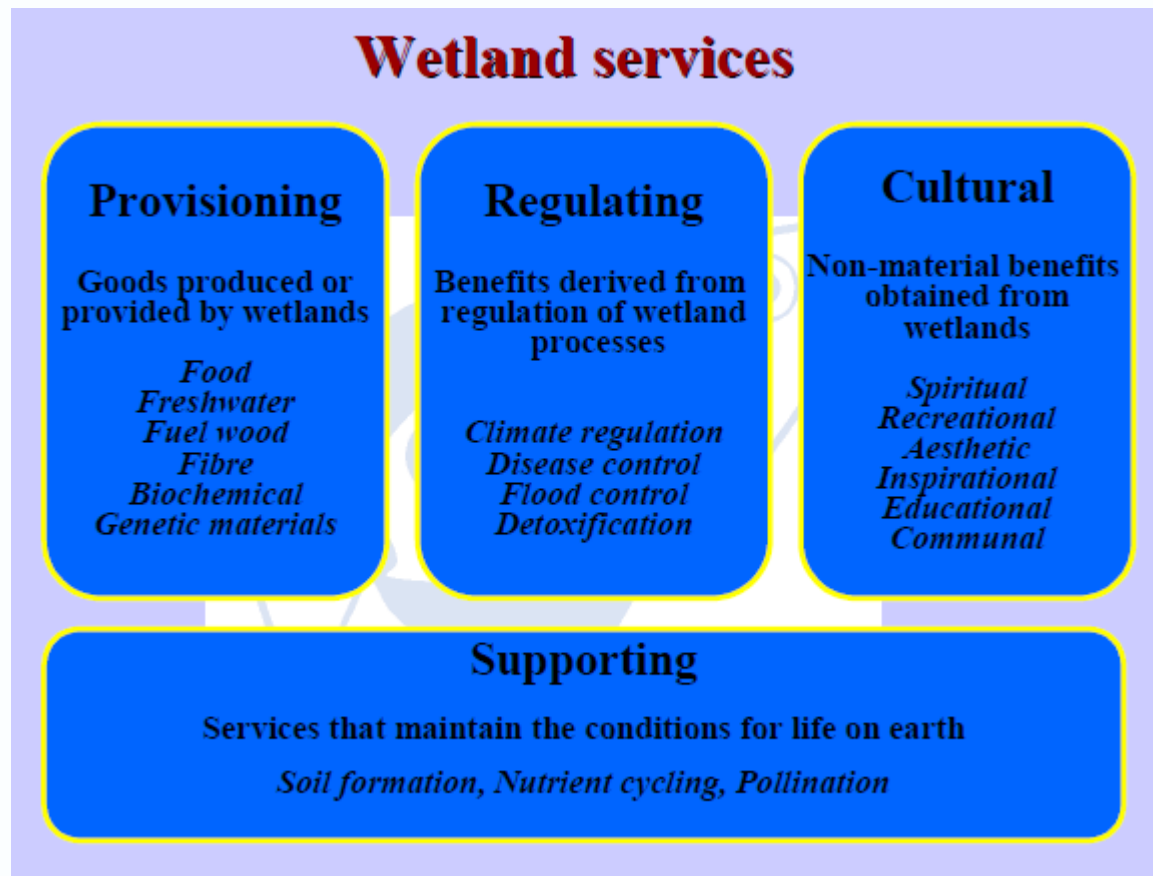 Wetland services
Provisioning
Goods produced or
provided by wetlands
Food
Freshwater
Fuel wood
Fibre
Biochemical
Genetic materials
Regulating
Benefits derived from
regulation of wetland
processes
Climate regulation
Disease control
Flood control
Detoxification
Cultural
Non-material benefits
obtained from
wetlands
Spiritual
Recreational
Aesthetic
Inspirational
Educational
Communal
Supporting
Services that maintain the conditions for life on earth
Soil formation, Nutrient cycling, Pollination